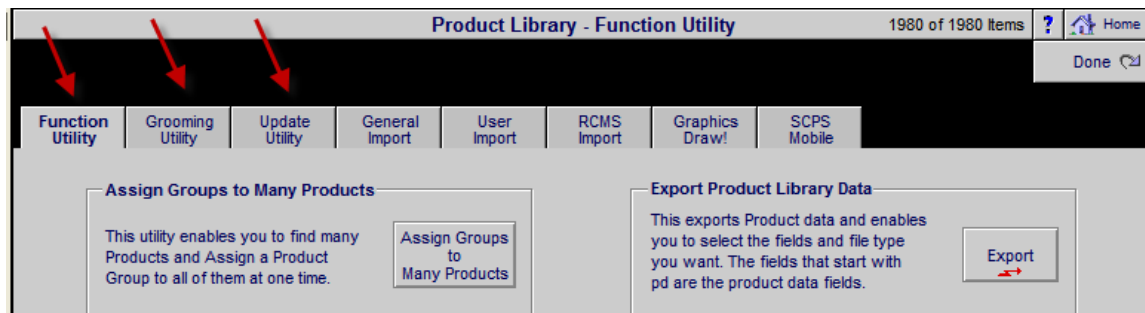 Product Library - Function Utility
1980 of 1980 Items
?
Home
Done
Function
Utility
Grooming
Utility
Update
Utility
General
Import
User
Import
RCMS
Import
Graphics
Draw!
SCPS
Mobile
Assign Groups to Many Products
This utility enables you to find many
Products and Assign a Product
Group to all of them at one time.
Assign Groups
to
Many Products
Export Product Library Data
This exports Product data and enables
you to select the fields and file type
you want. The fields that start with
pd are the product data fields.
Export